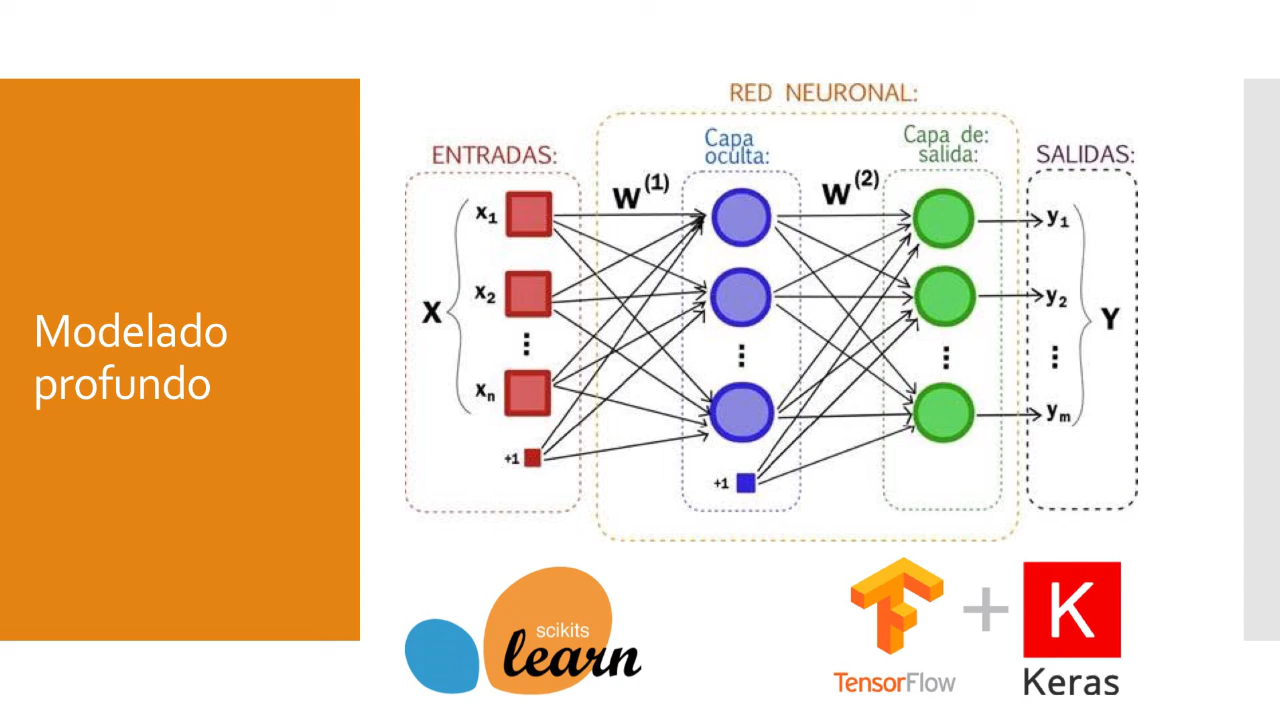 Modelado
profundo
RED NEURONAL:
ENTRADAS:
Capa
oculta:
Capa de:
salida:
SALIDAS:
W(1)
W(2)
x1
x2
xn
+1
X
+1
y1
y2
ym
Y
scikits
learn
TensorFlow
+
K
Keras